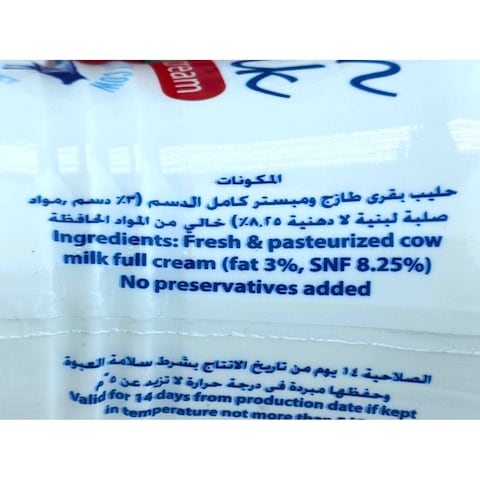 cream
cow
المكونات
حليب بقرى طازج ومبستر كامل الدسم (٣٪ دسم ,مواد
صلبة لبنية لا دهنية ٨,٢٥٪) خالي من المواد الحافظة
Ingredients: Fresh & pasteurized cow
milk full cream (fat 3%, SNF 8.25%)
No preservatives added
الصلاحية ١٤ يوم من تاريخ الانتاج بشرط سلامة العبوة
وحفظها مبردة في درجة حرارة لا تزيد عن ٥°م
Valid for 14 days from production date if kept
in temperature not more than